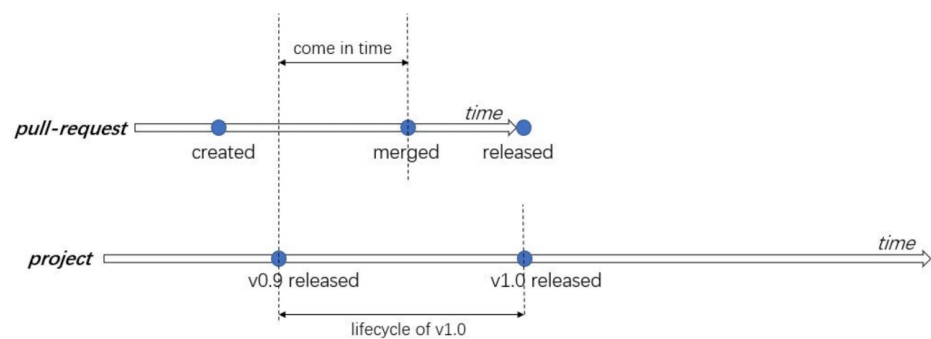 come in time
time
pull-request
created
merged
released
time
project
v0.9 released
v1.0 released
lifecycle of v1.0